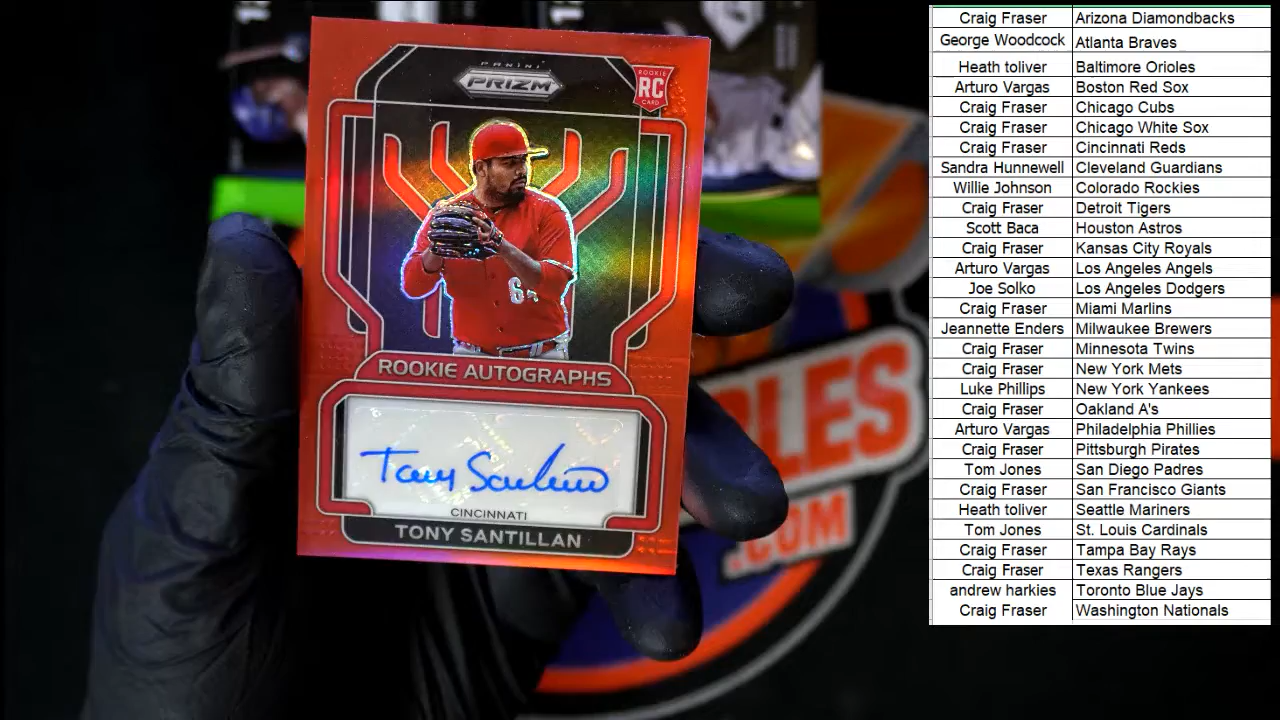 PANINI
PRIZM
ROOKIE
RC
CARD
64
ROOKIE AUTOGRAPHS
Tony Santillan
CINCINNATI
TONY SANTILLAN
LES
.COM
Craig Fraser Arizona Diamondbacks
George Woodcock Atlanta Braves
Heath toliver Baltimore Orioles
Arturo Vargas Boston Red Sox
Craig Fraser Chicago Cubs
Craig Fraser Chicago White Sox
Craig Fraser Cincinnati Reds
Sandra Hunnewell Cleveland Guardians
Willie Johnson Colorado Rockies
Craig Fraser Detroit Tigers
Scott Baca Houston Astros
Craig Fraser Kansas City Royals
Arturo Vargas Los Angeles Angels
Joe Solko Los Angeles Dodgers
Craig Fraser Miami Marlins
Jeannette Enders Milwaukee Brewers
Craig Fraser Minnesota Twins
Craig Fraser New York Mets
Luke Phillips New York Yankees
Craig Fraser Oakland A's
Arturo Vargas Philadelphia Phillies
Craig Fraser Pittsburgh Pirates
Tom Jones San Diego Padres
Craig Fraser San Francisco Giants
Heath toliver Seattle Mariners
Tom Jones St. Louis Cardinals
Craig Fraser Tampa Bay Rays
Craig Fraser Texas Rangers
andrew harkies Toronto Blue Jays
Craig Fraser Washington Nationals